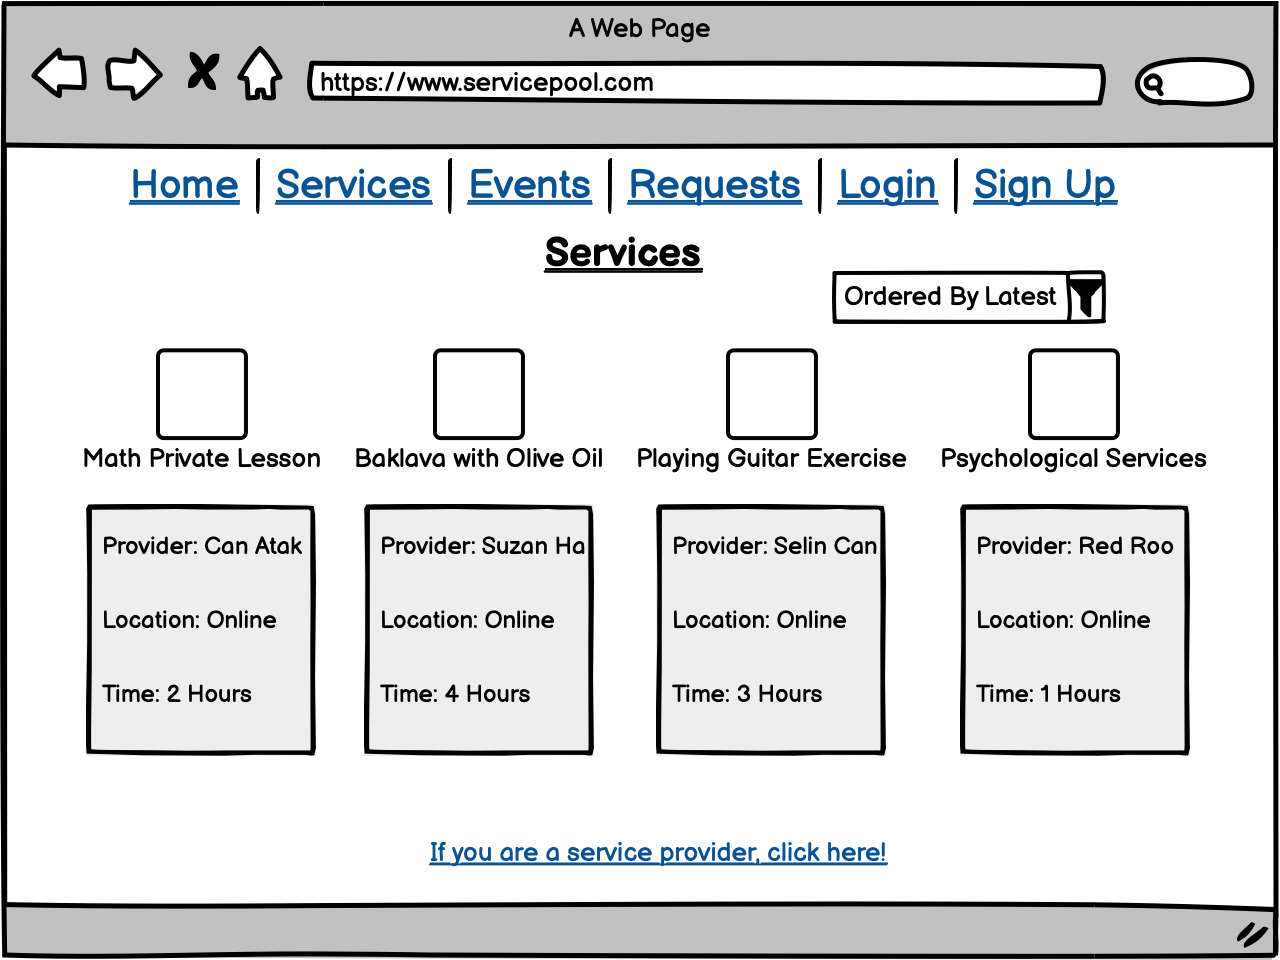 A Web Page
https://www.servicepool.com
Home Services Events Requests Login Sign Up
Services
Ordered By Latest
Math Private Lesson Baklava with Olive Oil Playing Guitar Exercise Psychological Services
Provider: Can Atak Provider: Suzan Ha Provider: Selin Can Provider: Red Roo
Location: Online Location: Online Location: Online Location: Online
Time: 2 Hours Time: 4 Hours Time: 3 Hours Time: 1 Hours
If you are a service provider, click here!